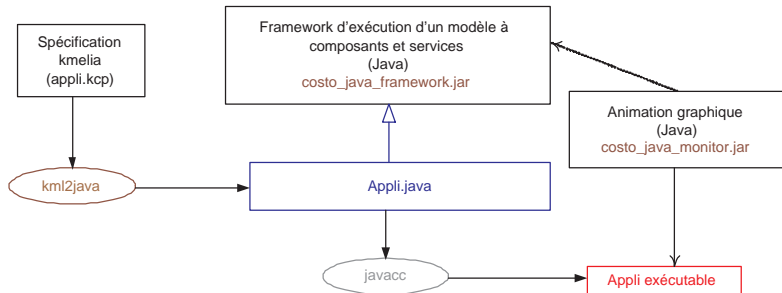 Spécification
kmelia
(appli.kcp)
Framework d'exécution d'un modèle à
composants et services
(Java)
costo_java_framework.jar
Animation graphique
(Java)
costo_java_monitor.jar
kml2java
Appli.java
javacc
Appli exécutable